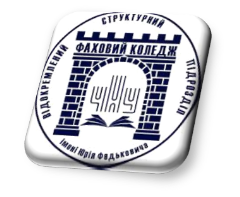 ВІДОКРЕМЛЕНИЙ СТРУКТУРНИЙ ПІДРОЗДІЛ
ФАХОВИЙ КОЛЕДЖ
ЧНУ
імені Юрія Федьковича